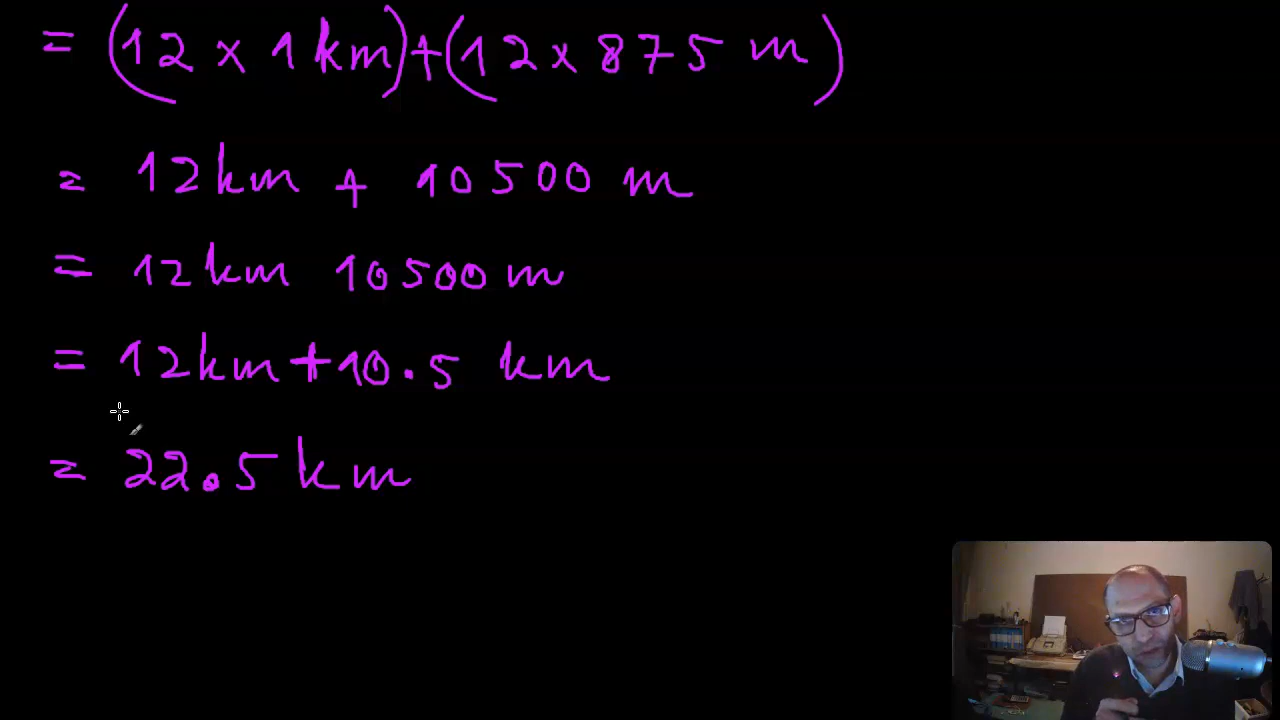 = (12 x 1 km) + (12 x 875 m)
= 12 km + 10500 m
= 12 km 10500 m
= 12 km + 10.5 km
= 22.5 km